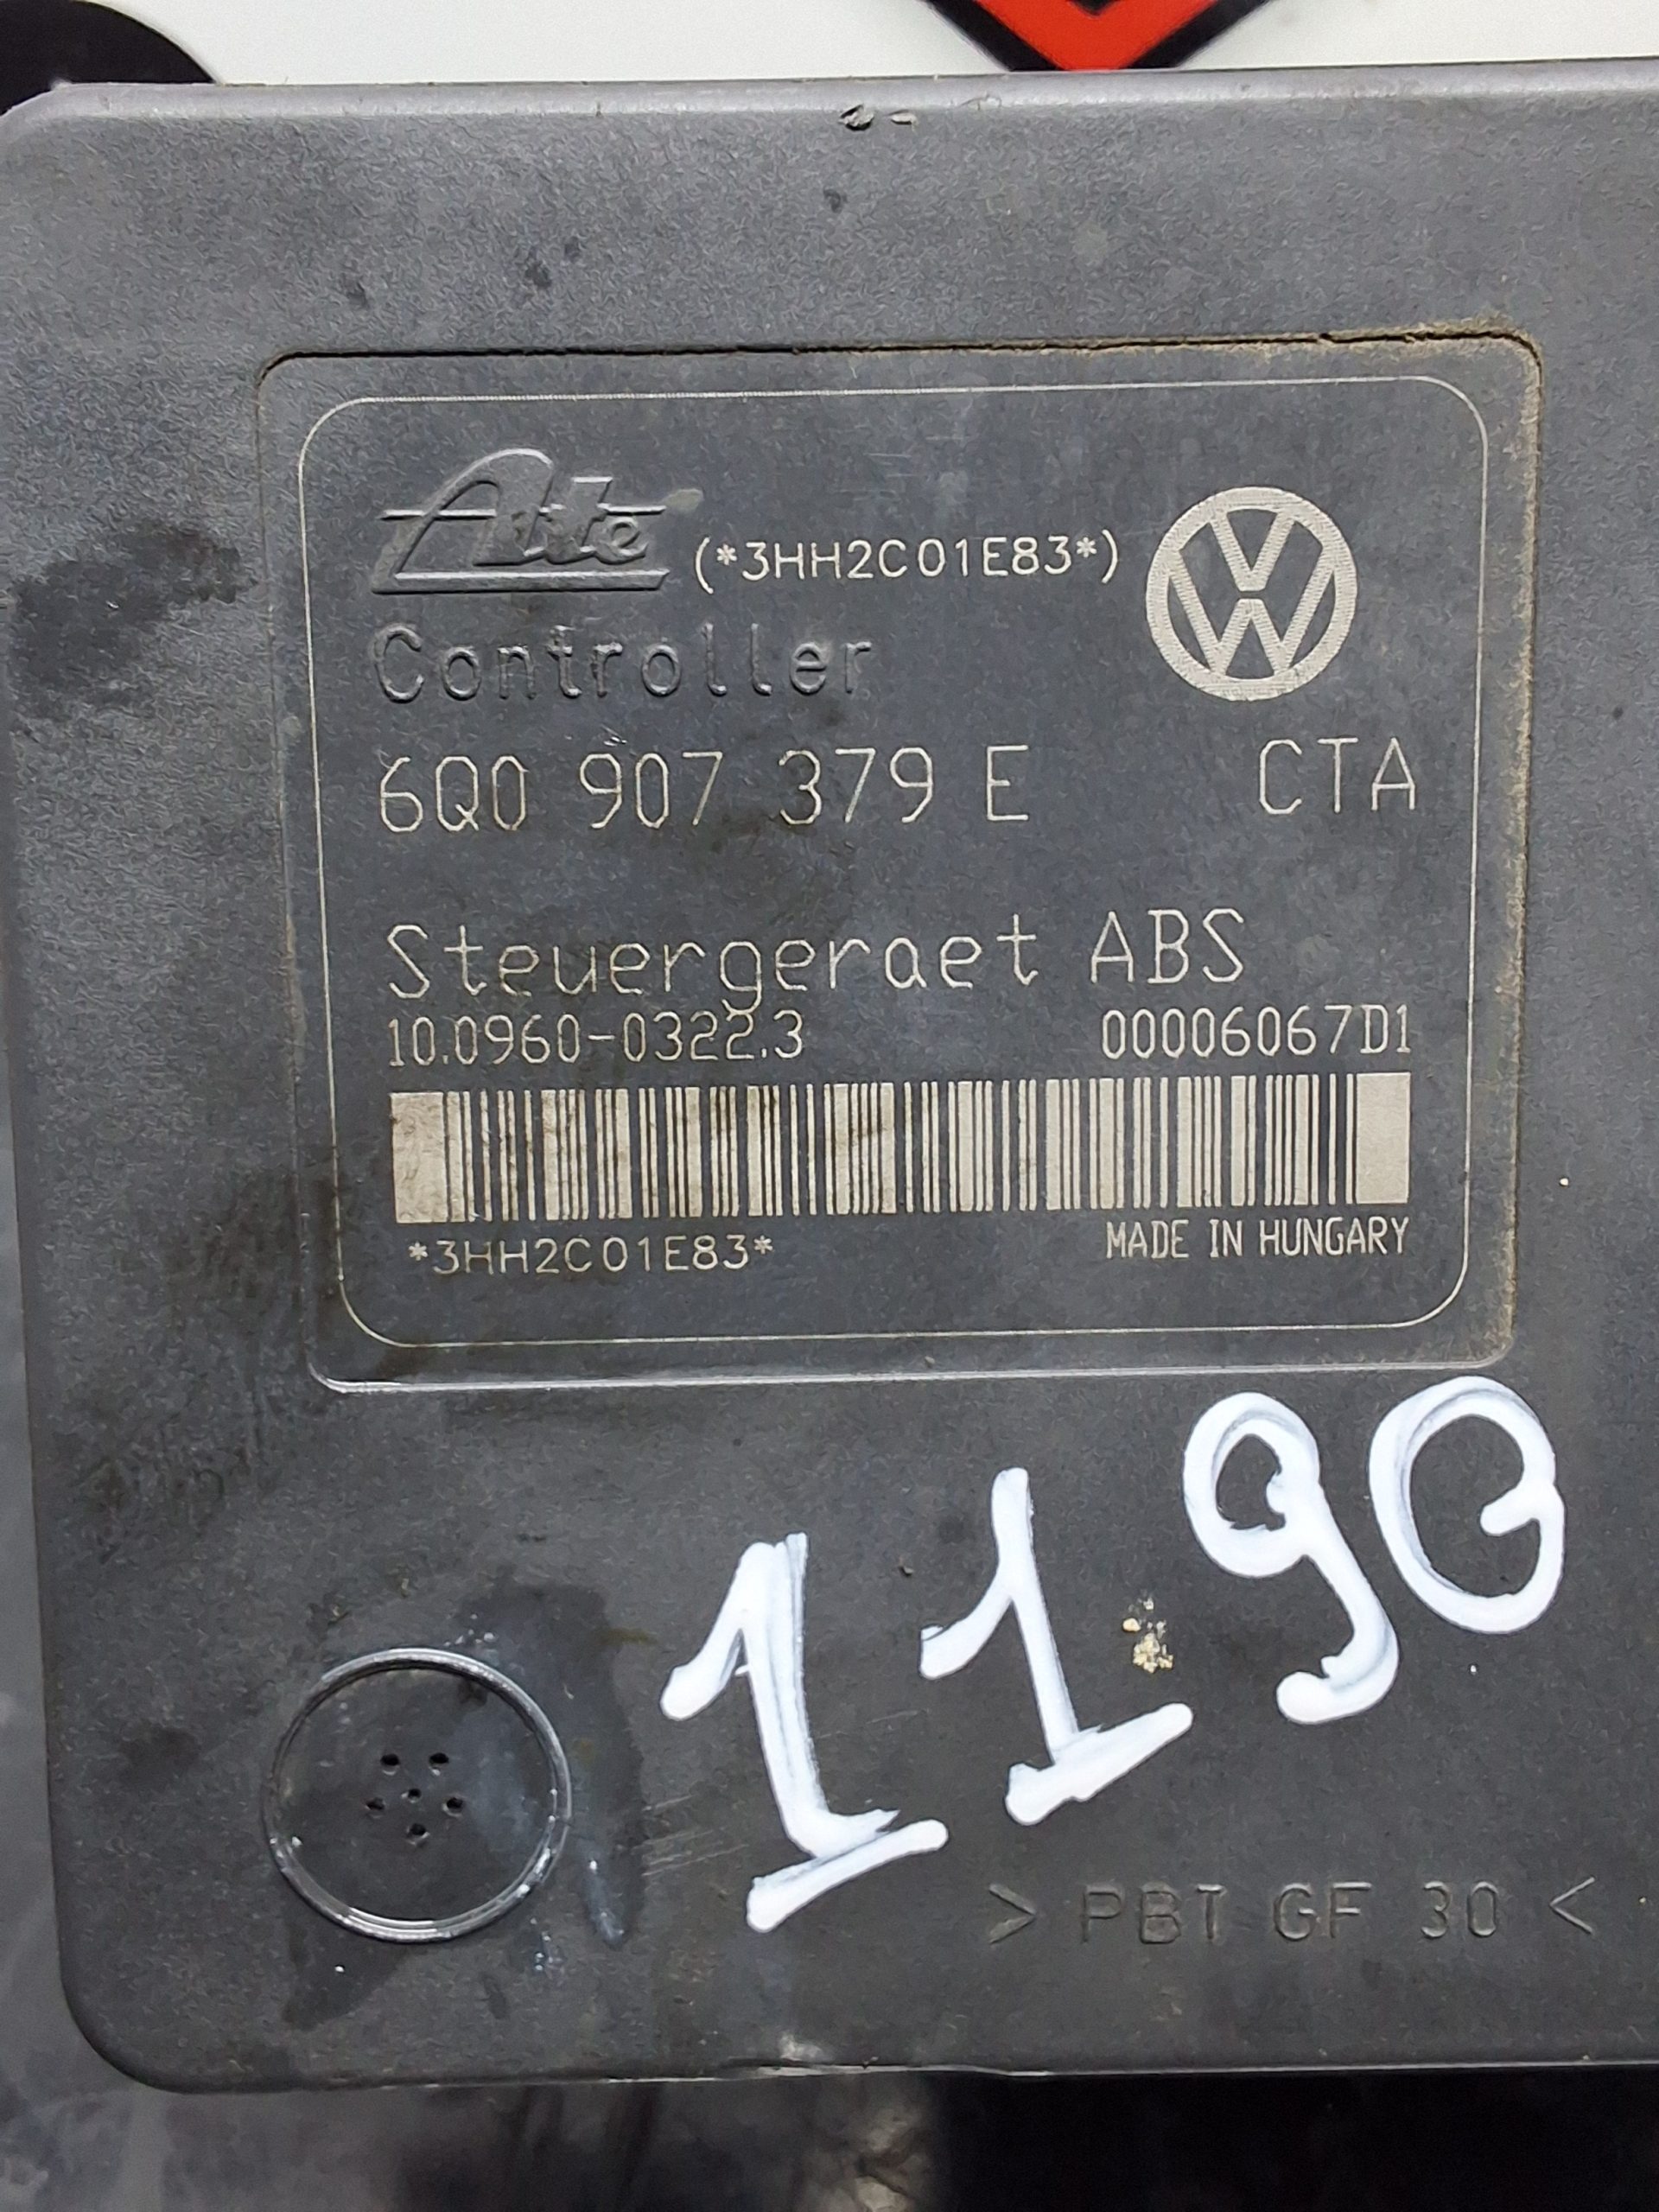 Ate (*3HH2C01E83*)
Controller
6Q0 907 379 E CTA
Steuergeraet ABS
10.0960-0322.3 00006067D1
*3HH2C01E83* MADE IN HUNGARY
1190
> PBT GF 30 <